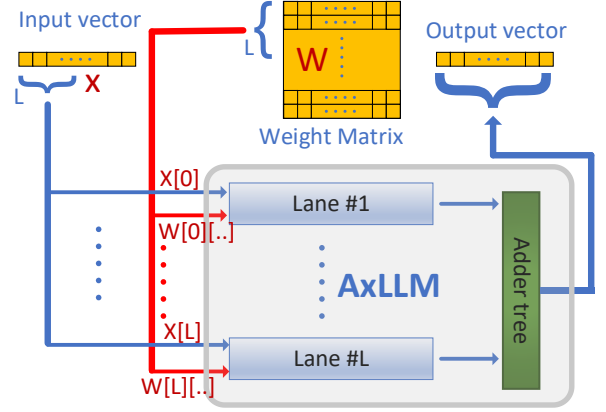 Input vector
L
X
L
W
Weight Matrix
Output vector
X[0]
Lane #1
W[0][..]
AxLLM
Adder tree
X[L]
Lane #L
W[L][..]